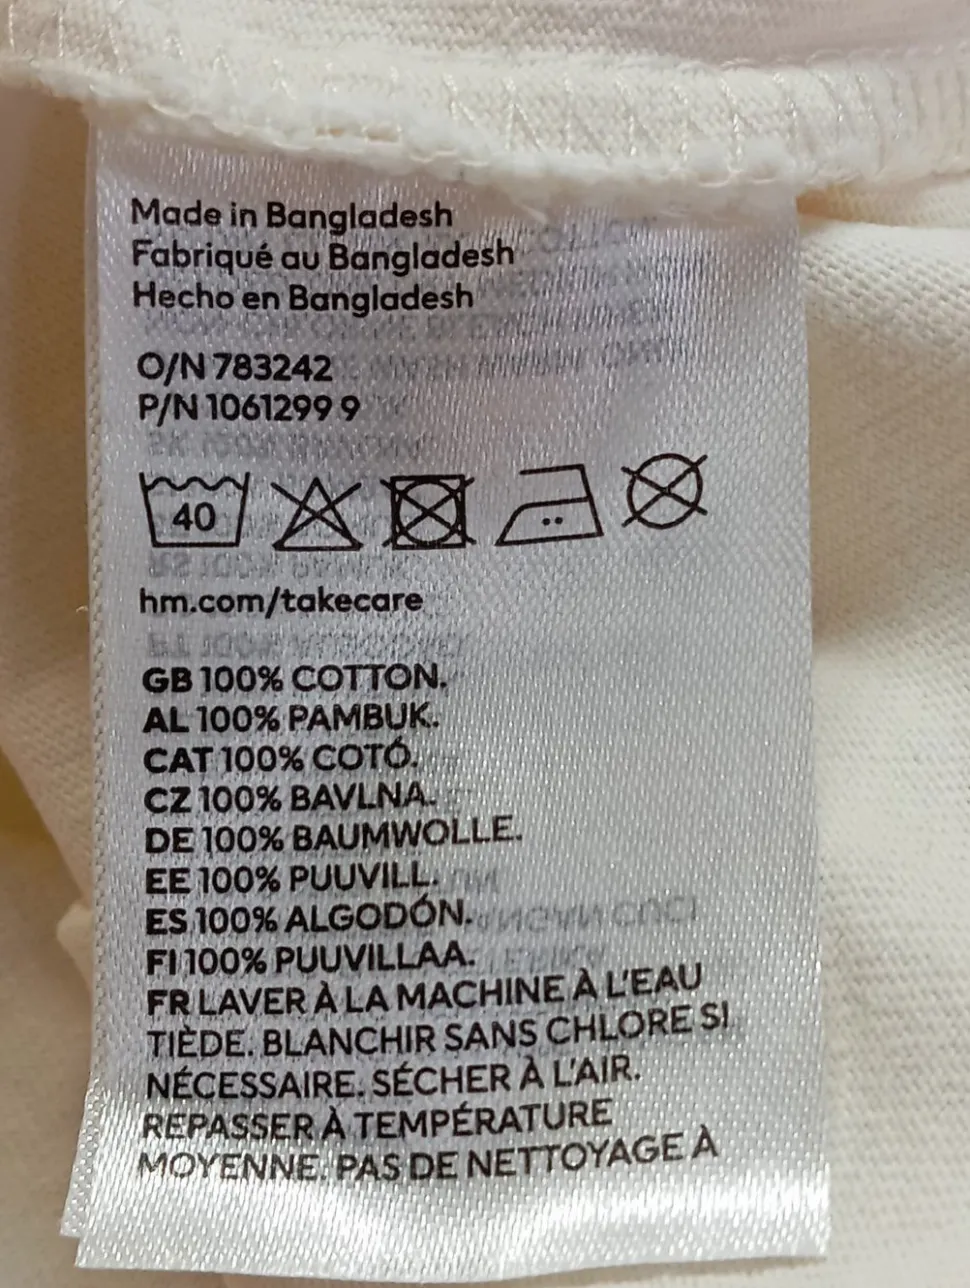 Made in Bangladesh
Fabriqué au Bangladesh
Hecho en Bangladesh
O/N 783242
P/N 1061299 9
40
hm.com/takecare
GB 100% COTTON.
AL 100% PAMBUK.
CAT 100% COTÓ.
CZ 100% BAVLNA.
DE 100% BAUMWOLLE.
EE 100% PUUVILL.
ES 100% ALGODÓN.
FI 100% PUUVILLAA.
FR LAVER À LA MACHINE À L'EAU
TIÈDE. BLANCHIR SANS CHLORE SI
NÉCESSAIRE. SÉCHER À L'AIR.
REPASSER À TEMPÉRATURE
MOYENNE. PAS DE NETTOYAGE À